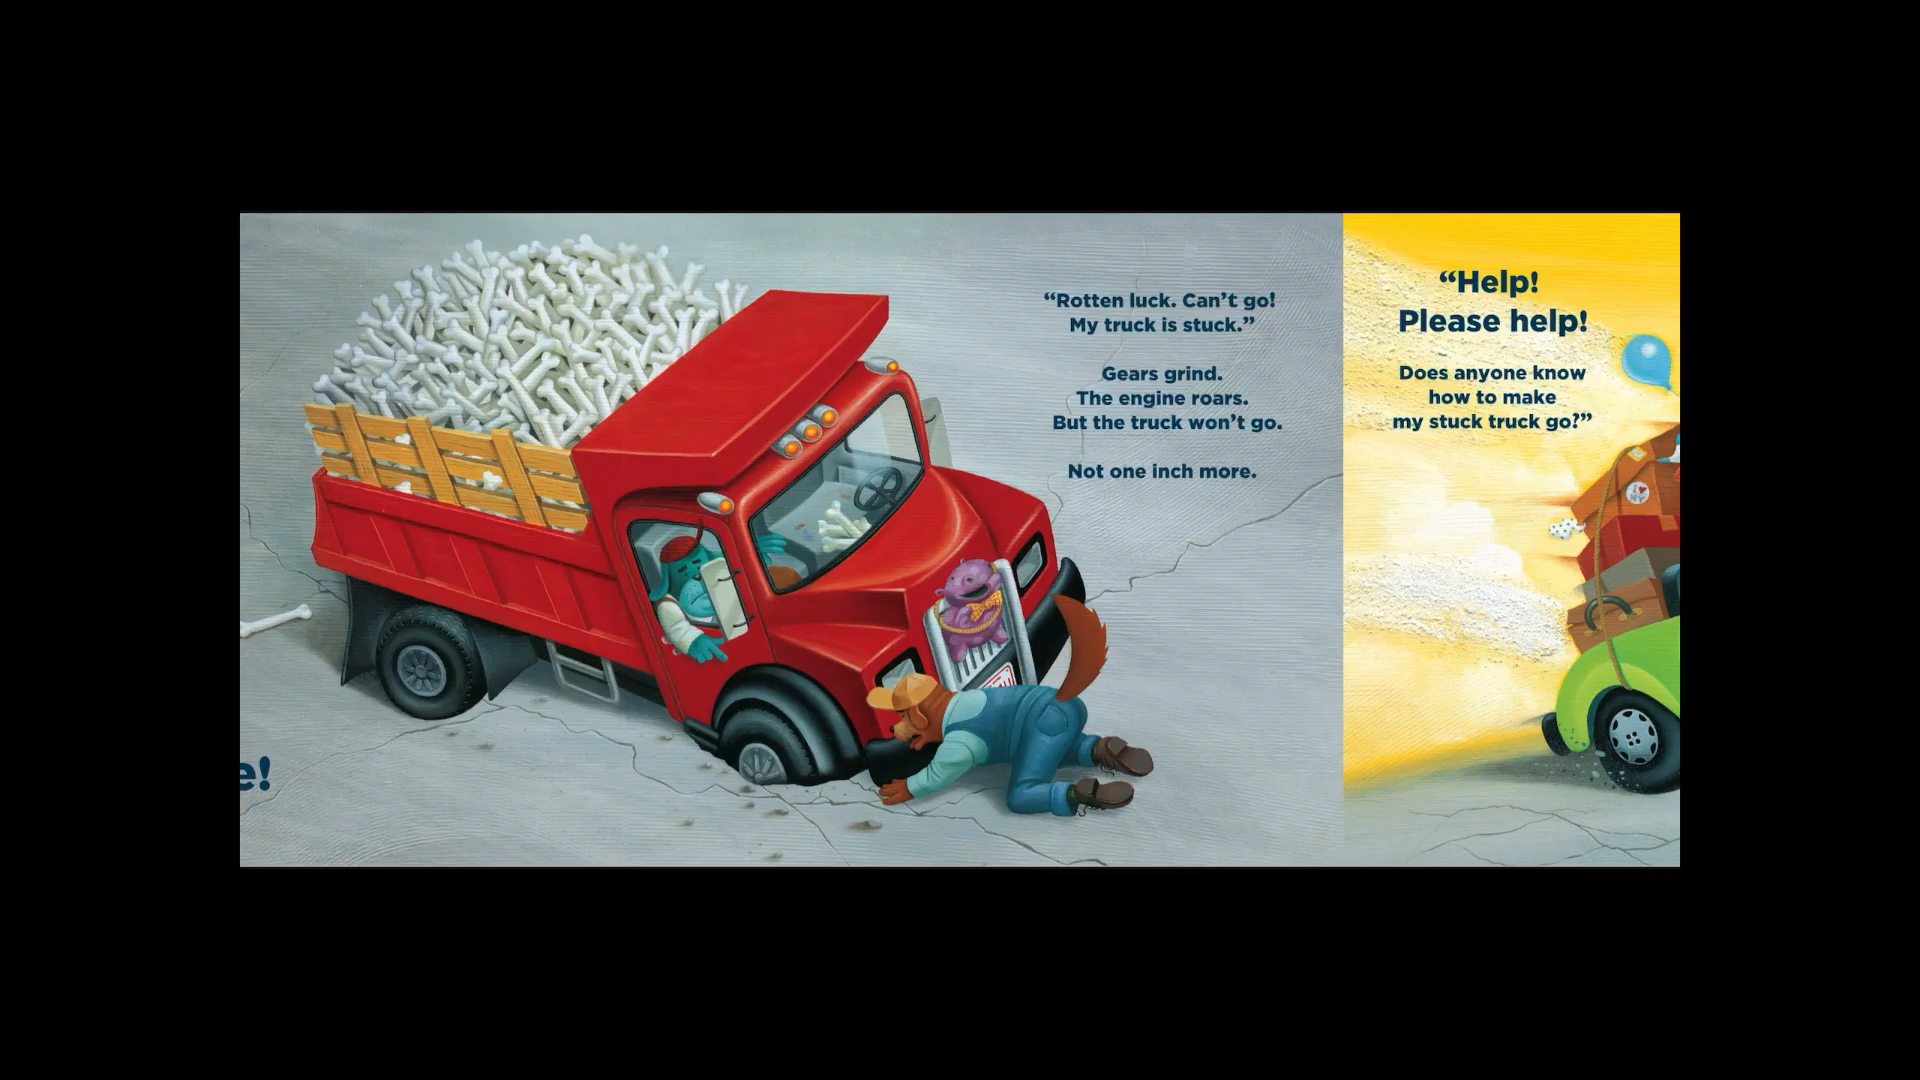 e!
“Rotten luck. Can’t go!
My truck is stuck.”
Gears grind.
The engine roars.
But the truck won’t go.
Not one inch more.
“Help!
Please help!
Does anyone know
how to make
my stuck truck go?”